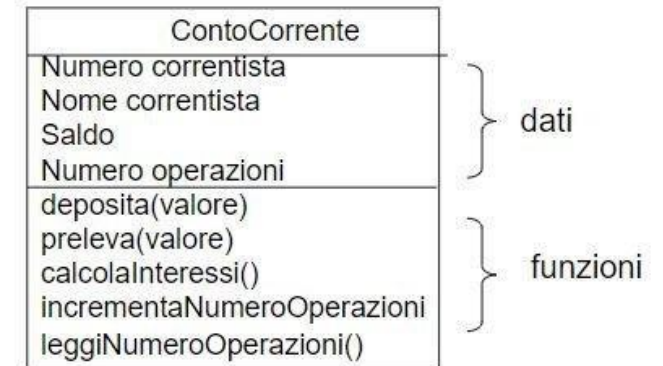 ContoCorrente
Numero correntista
Nome correntista
Saldo
Numero operazioni
dati
deposita(valore)
preleva(valore)
calcolaInteressi()
incrementaNumeroOperazioni
leggiNumeroOperazioni()
funzioni